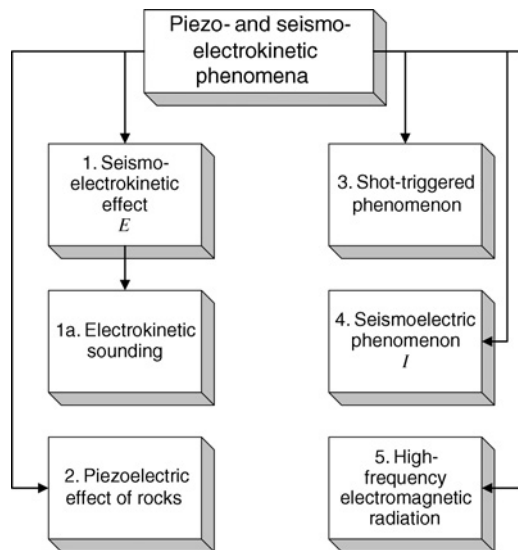 Piezo- and seismo-
electrokinetic
phenomena
1. Seismo-
electrokinetic
effect
E
1a. Electrokinetic
sounding
2. Piezoelectric
effect of rocks
3. Shot-triggered
phenomenon
4. Seismoelectric
phenomenon
I
5. High-
frequency
electromagnetic
radiation